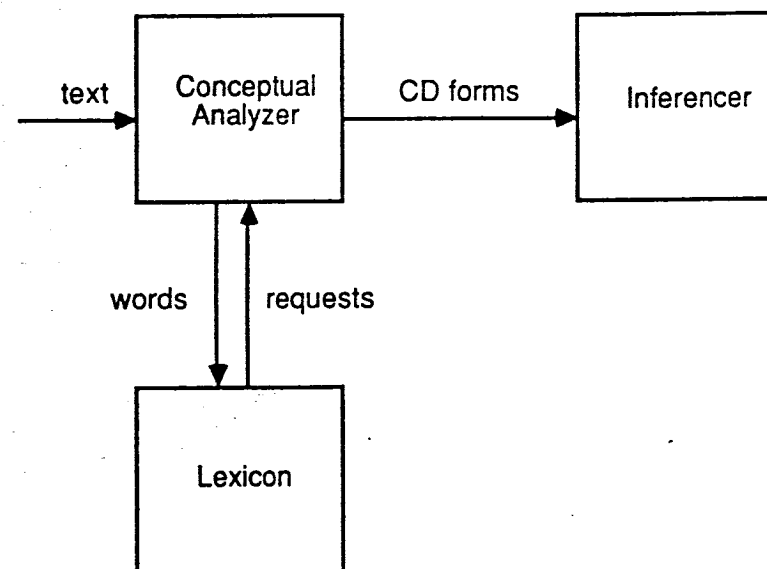 text
Conceptual
Analyzer
CD forms
Inferencer
words
requests
Lexicon